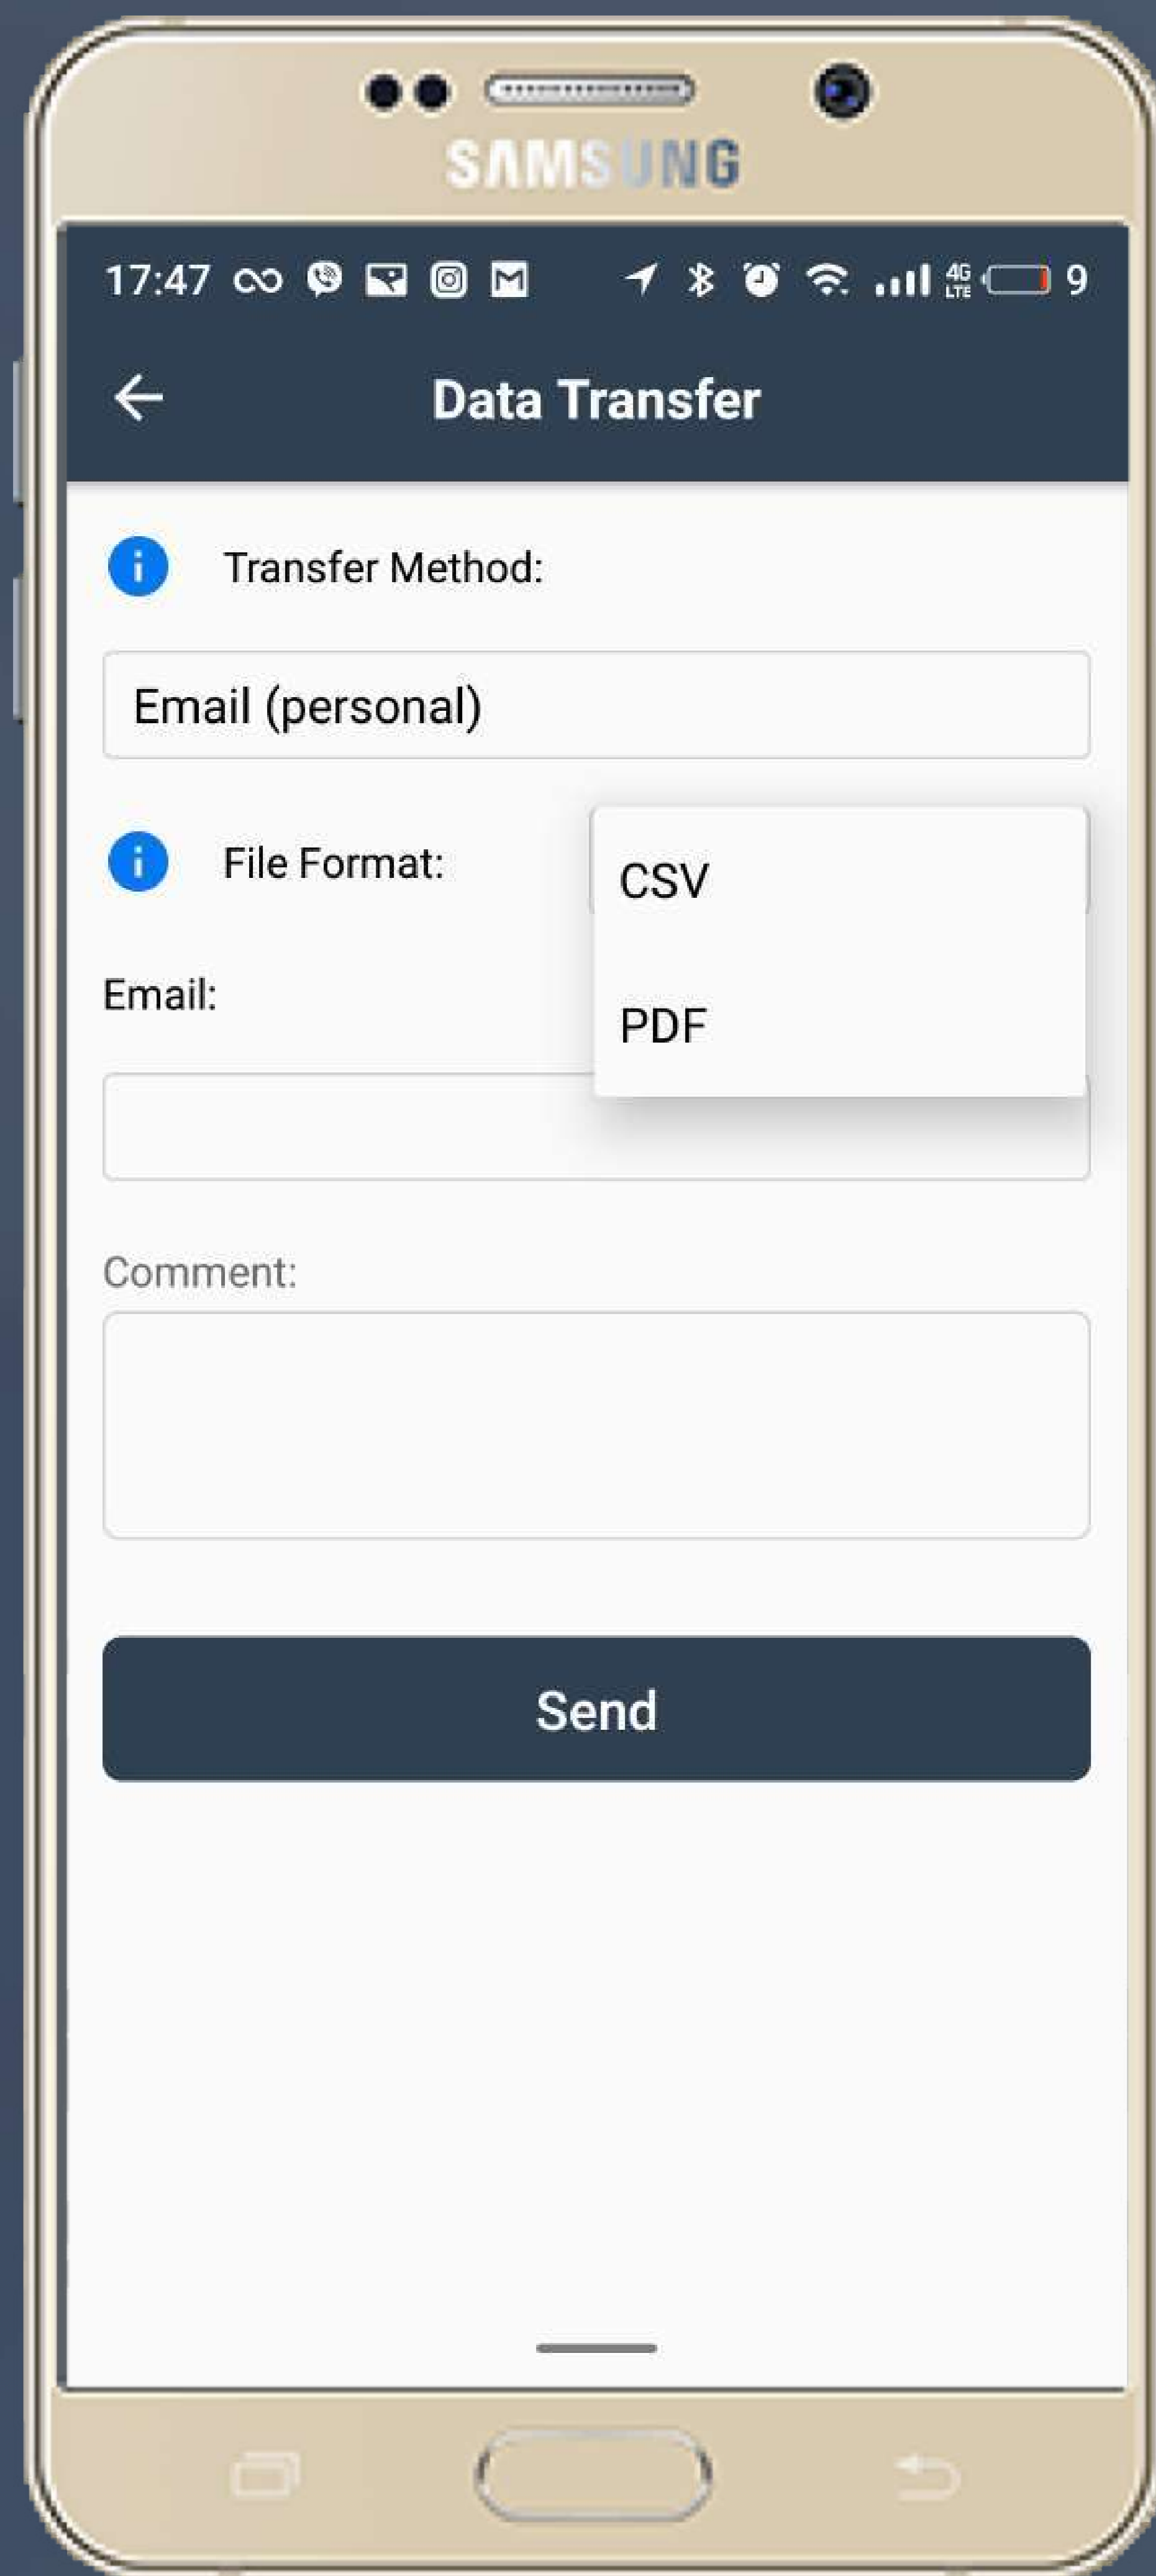 SAMSUNG
17:47 4G LTE 9
Data Transfer
Transfer Method:
Email (personal)
File Format:
CSV
Email:
PDF
Comment:
Send